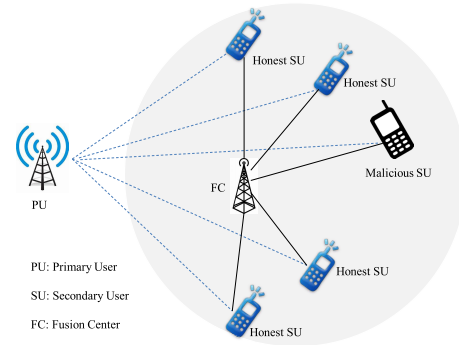 Honest SU
Honest SU
Malicious SU
FC
PU
Honest SU
PU: Primary User
SU: Secondary User
FC: Fusion Center
Honest SU